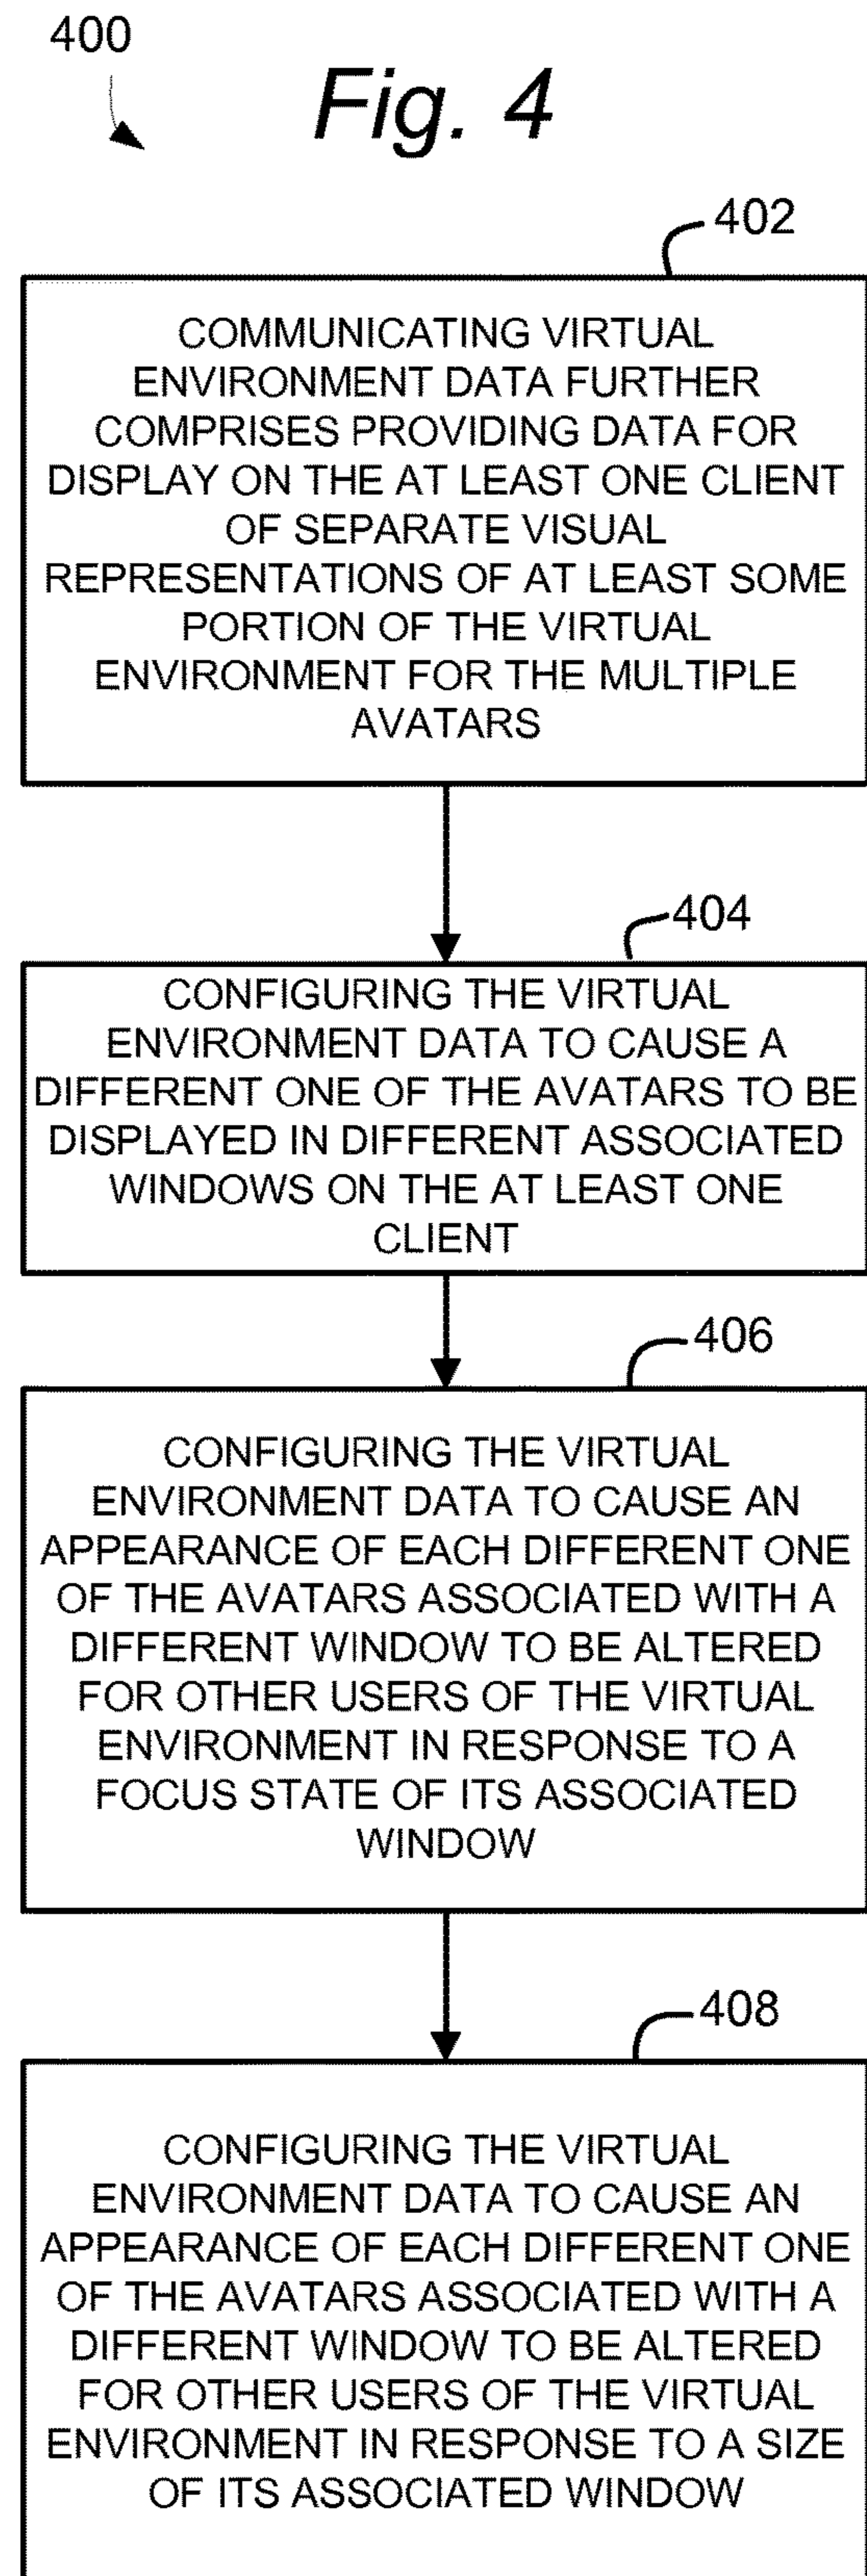 400
Fig. 4
402
COMMUNICATING VIRTUAL
ENVIRONMENT DATA FURTHER
COMPRISES PROVIDING DATA FOR
DISPLAY ON THE AT LEAST ONE CLIENT
OF SEPARATE VISUAL
REPRESENTATIONS OF AT LEAST SOME
PORTION OF THE VIRTUAL
ENVIRONMENT FOR THE MULTIPLE
AVATARS
404
CONFIGURING THE VIRTUAL
ENVIRONMENT DATA TO CAUSE A
DIFFERENT ONE OF THE AVATARS TO BE
DISPLAYED IN DIFFERENT ASSOCIATED
WINDOWS ON THE AT LEAST ONE
CLIENT
406
CONFIGURING THE VIRTUAL
ENVIRONMENT DATA TO CAUSE AN
APPEARANCE OF EACH DIFFERENT ONE
OF THE AVATARS ASSOCIATED WITH A
DIFFERENT WINDOW TO BE ALTERED
FOR OTHER USERS OF THE VIRTUAL
ENVIRONMENT IN RESPONSE TO A
FOCUS STATE OF ITS ASSOCIATED
WINDOW
408
CONFIGURING THE VIRTUAL
ENVIRONMENT DATA TO CAUSE AN
APPEARANCE OF EACH DIFFERENT ONE
OF THE AVATARS ASSOCIATED WITH A
DIFFERENT WINDOW TO BE ALTERED
FOR OTHER USERS OF THE VIRTUAL
ENVIRONMENT IN RESPONSE TO A SIZE
OF ITS ASSOCIATED WINDOW